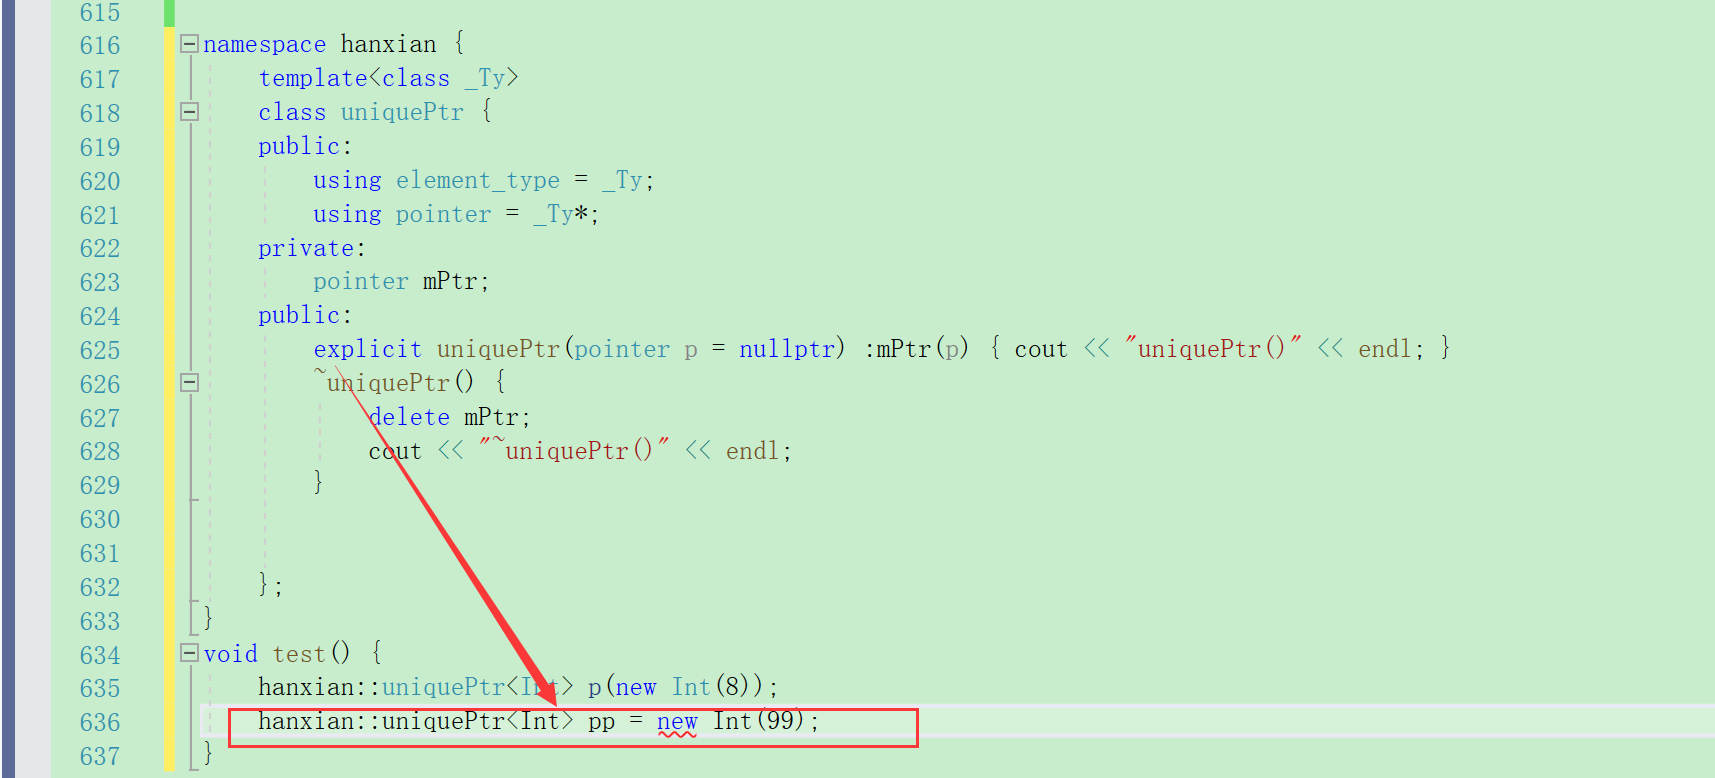 615
616 namespace hanxian {
617 template<class _Ty>
618 class uniquePtr {
619 public:
620 using element_type = _Ty;
621 using pointer = _Ty*;
622 private:
623 pointer mPtr;
624 public:
625 explicit uniquePtr(pointer p = nullptr) :mPtr(p) { cout << "uniquePtr()" << endl; }
626 ~uniquePtr() {
627 delete mPtr;
628 cout << "~uniquePtr()" << endl;
629 }
630
631
632 };
633 }
634 void test() {
635 hanxian::uniquePtr<Int> p(new Int(8));
636 hanxian::uniquePtr<Int> pp = new Int(99);
637 }